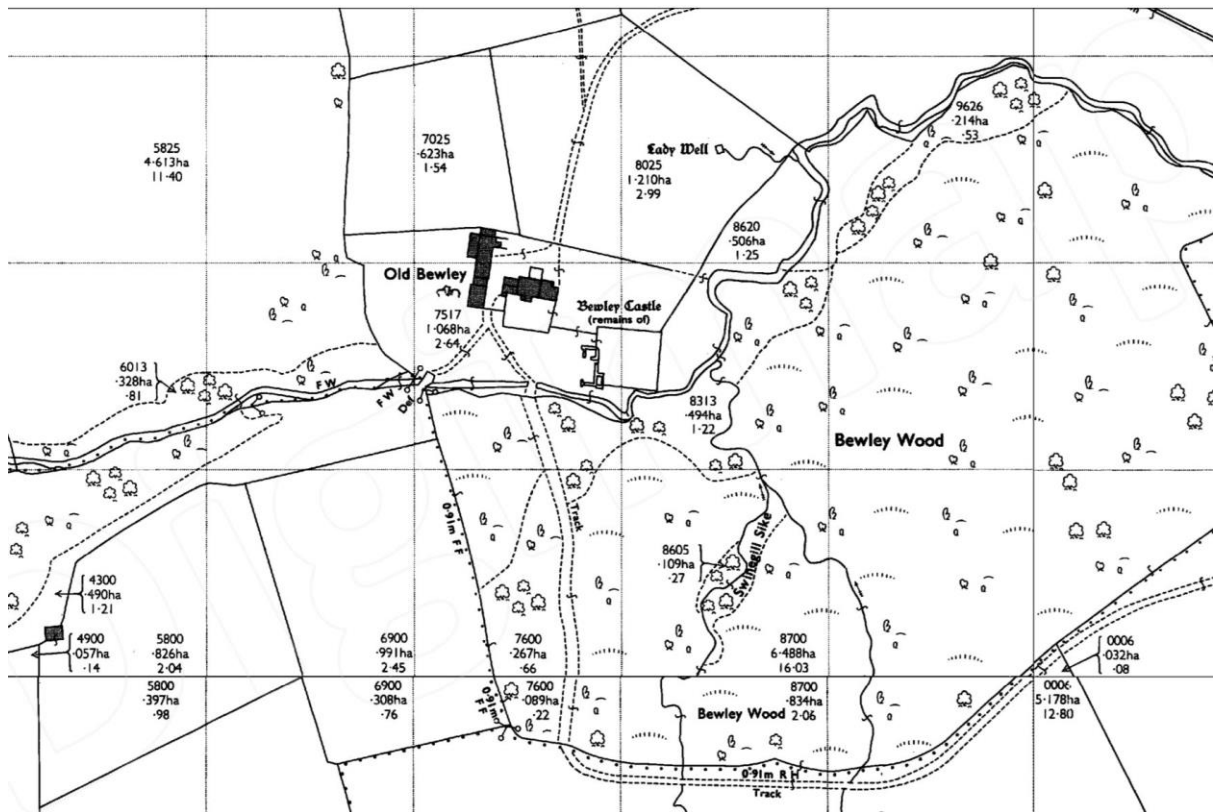 5825
4·613ha
11·40
7025
·623ha
1·54
Lady Well
8025
1·210ha
2·99
9626
·214ha
·53
8620
·506ha
1·25
Old Bewley
7517
1·068ha
2·64
Bewley Castle
(remains of)
6013
·328ha
·81
F W
F W
Def
8313
·494ha
1·22
Bewley Wood
0·91m FF
Track
8605
·109ha
·27
Swinegill Sike
4300
·490ha
1·21
4900
·057ha
·14
5800
·826ha
2·04
6900
·991ha
2·45
7600
·267ha
·66
8700
6·488ha
16·03
0006
·032ha
·08
5800
·397ha
·98
6900
·308ha
·76
0·91m
FF
7600
·089ha
·22
Bewley Wood
8700
·834ha
2·06
0006
5·178ha
12·80
0·91m R H
Track